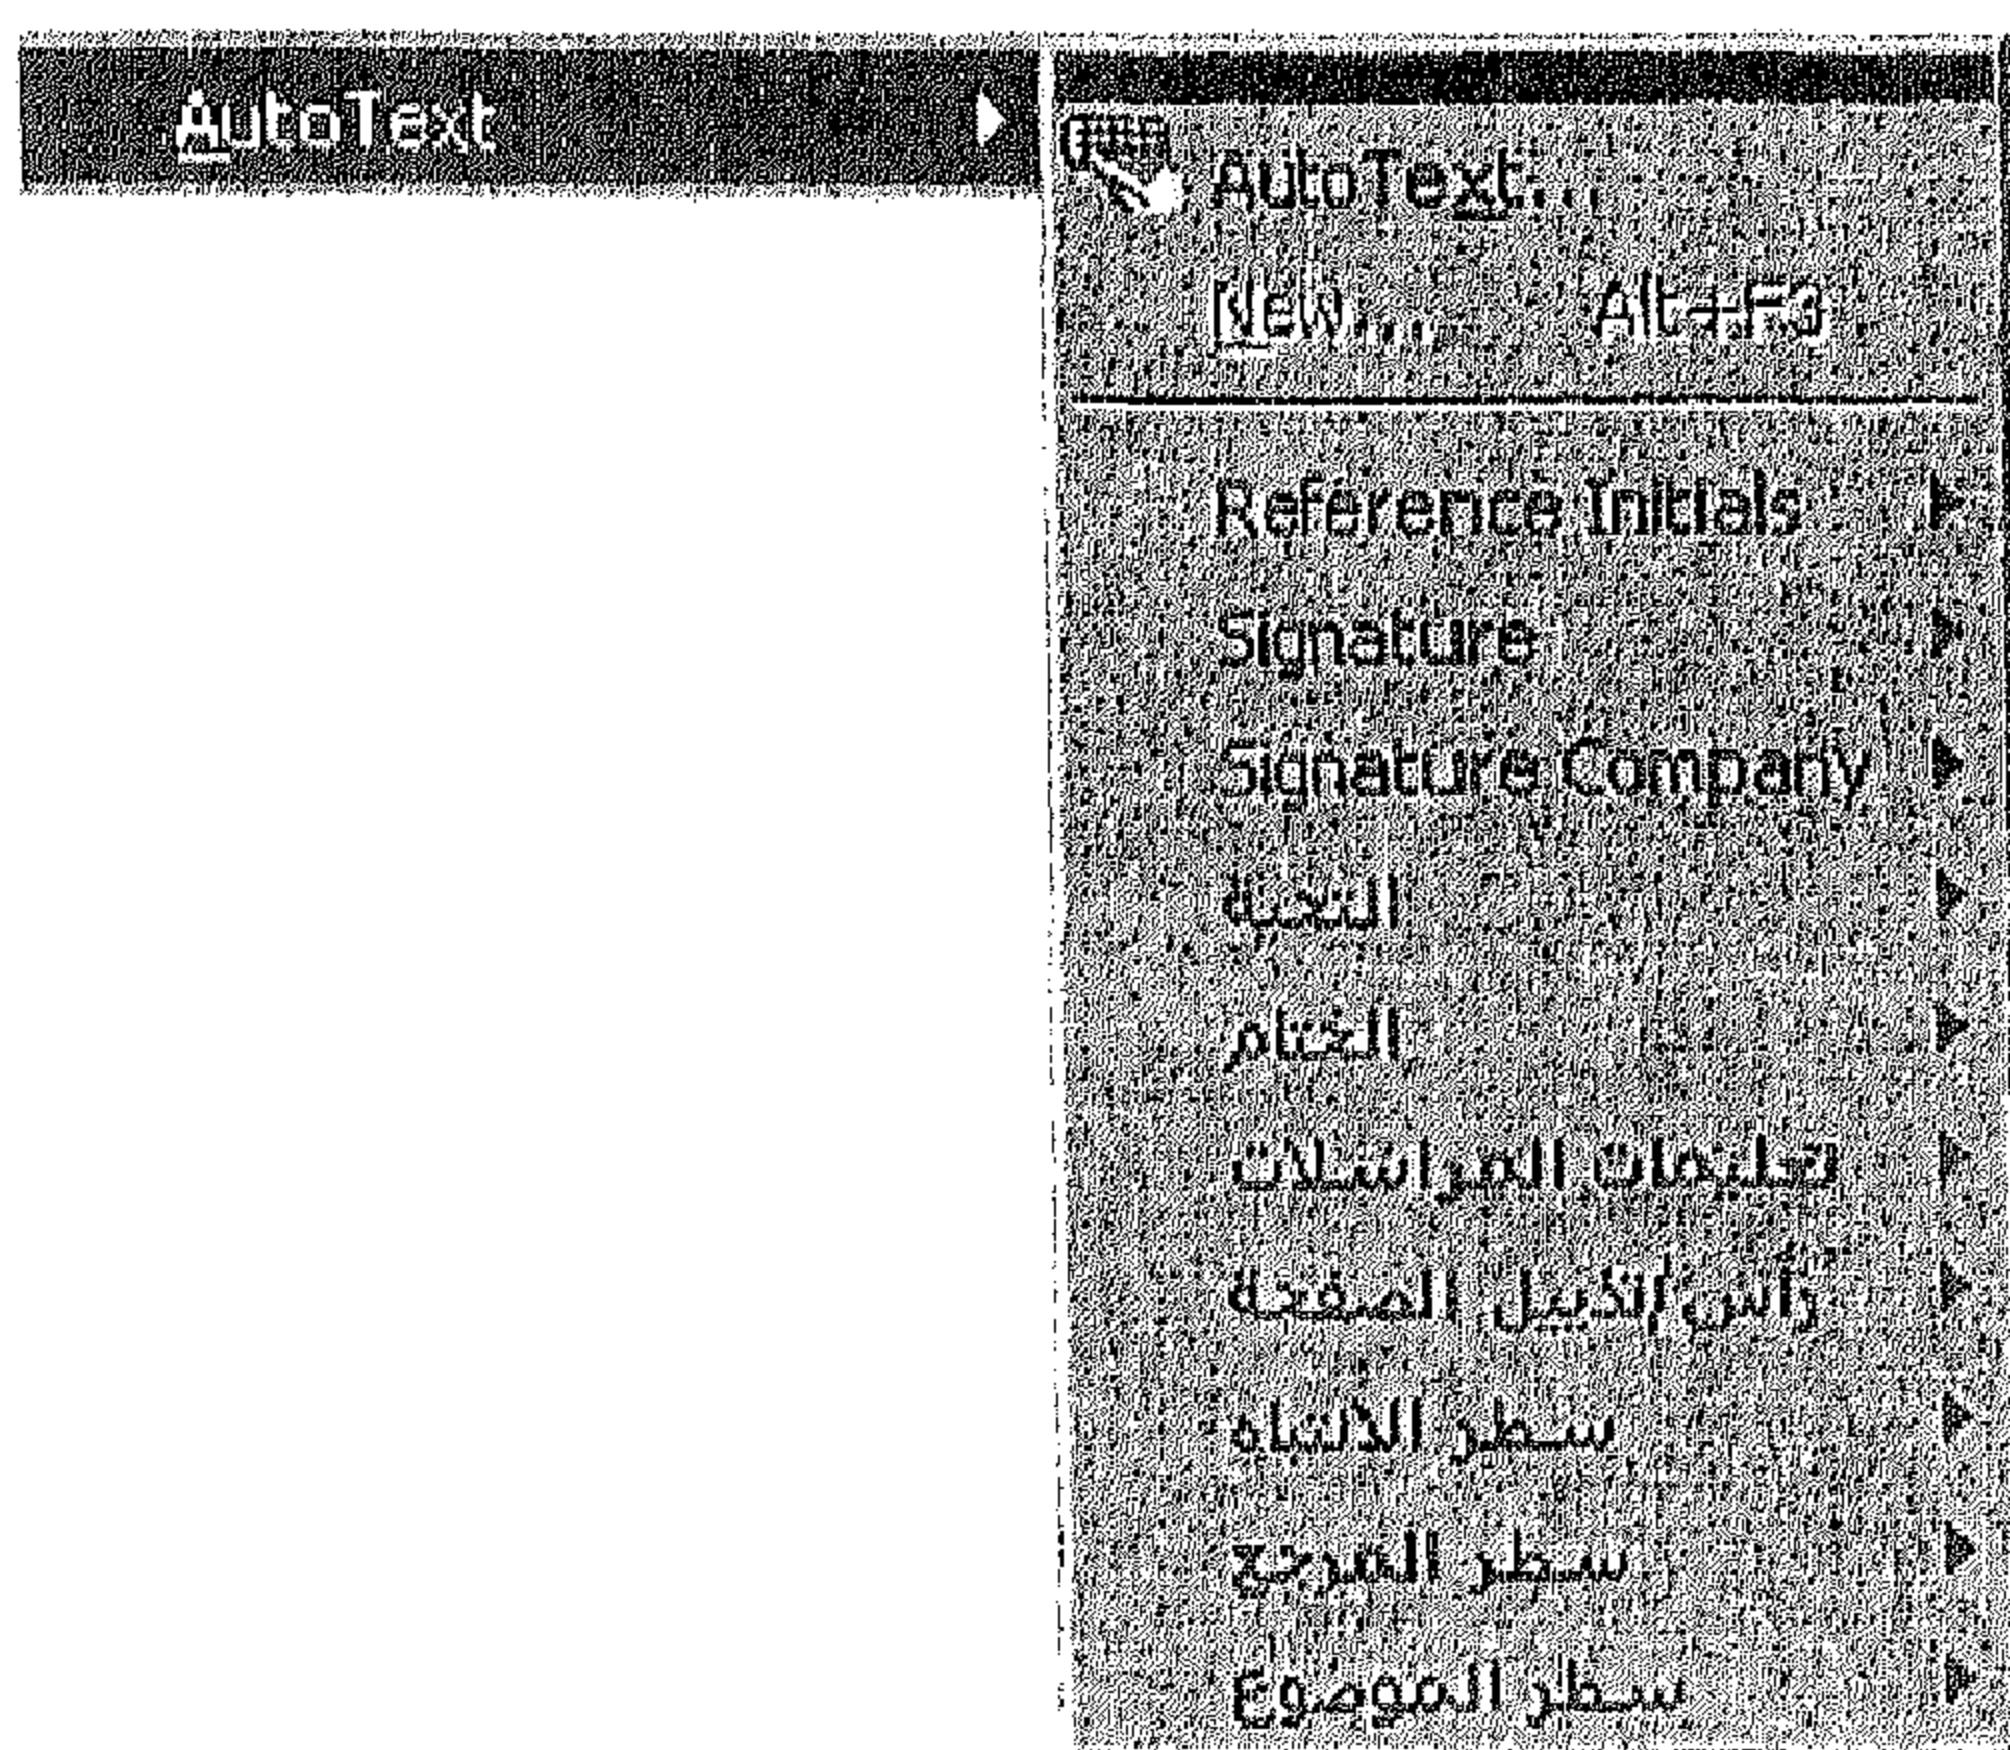 AutoText
AutoText...
New... Alt+F3
Reference Initials
Signature
Signature Company
التحية
الختام
تعليمات المراسلات
رأس/تذييل الصفحة
سطر الانتباه
سطر المرجع
سطر الموضوع